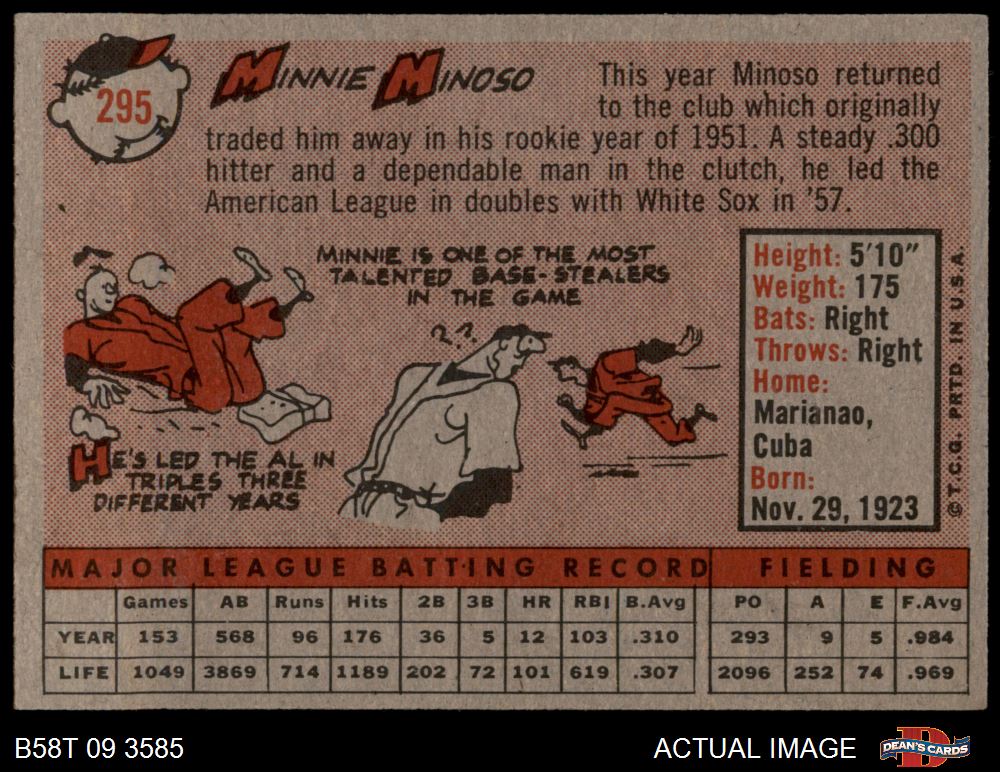 295
MINNIE MINOSO
This year Minoso returned
to the club which originally
traded him away in his rookie year of 1951. A steady .300
hitter and a dependable man in the clutch, he led the
American League in doubles with White Sox in '57.
MINNIE IS ONE OF THE MOST
TALENTED BASE-STEALERS
IN THE GAME
??
HE'S LED THE AL IN
TRIPLES THREE
DIFFERENT YEARS
Height: 5'10"
Weight: 175
Bats: Right
Throws: Right
Home:
Marianao,
Cuba
Born:
Nov. 29, 1923
© T.C.G. PRTD. IN U.S.A.
MAJOR LEAGUE BATTING RECORD FIELDING
Games AB Runs Hits 2B 3B HR RBI B.Avg PO A E F.Avg
YEAR 153 568 96 176 36 5 12 103 .310 293 9 5 .984
LIFE 1049 3869 714 1189 202 72 101 619 .307 2096 252 74 .969
B58T 09 3585 ACTUAL IMAGE D DEAN'S CARDS